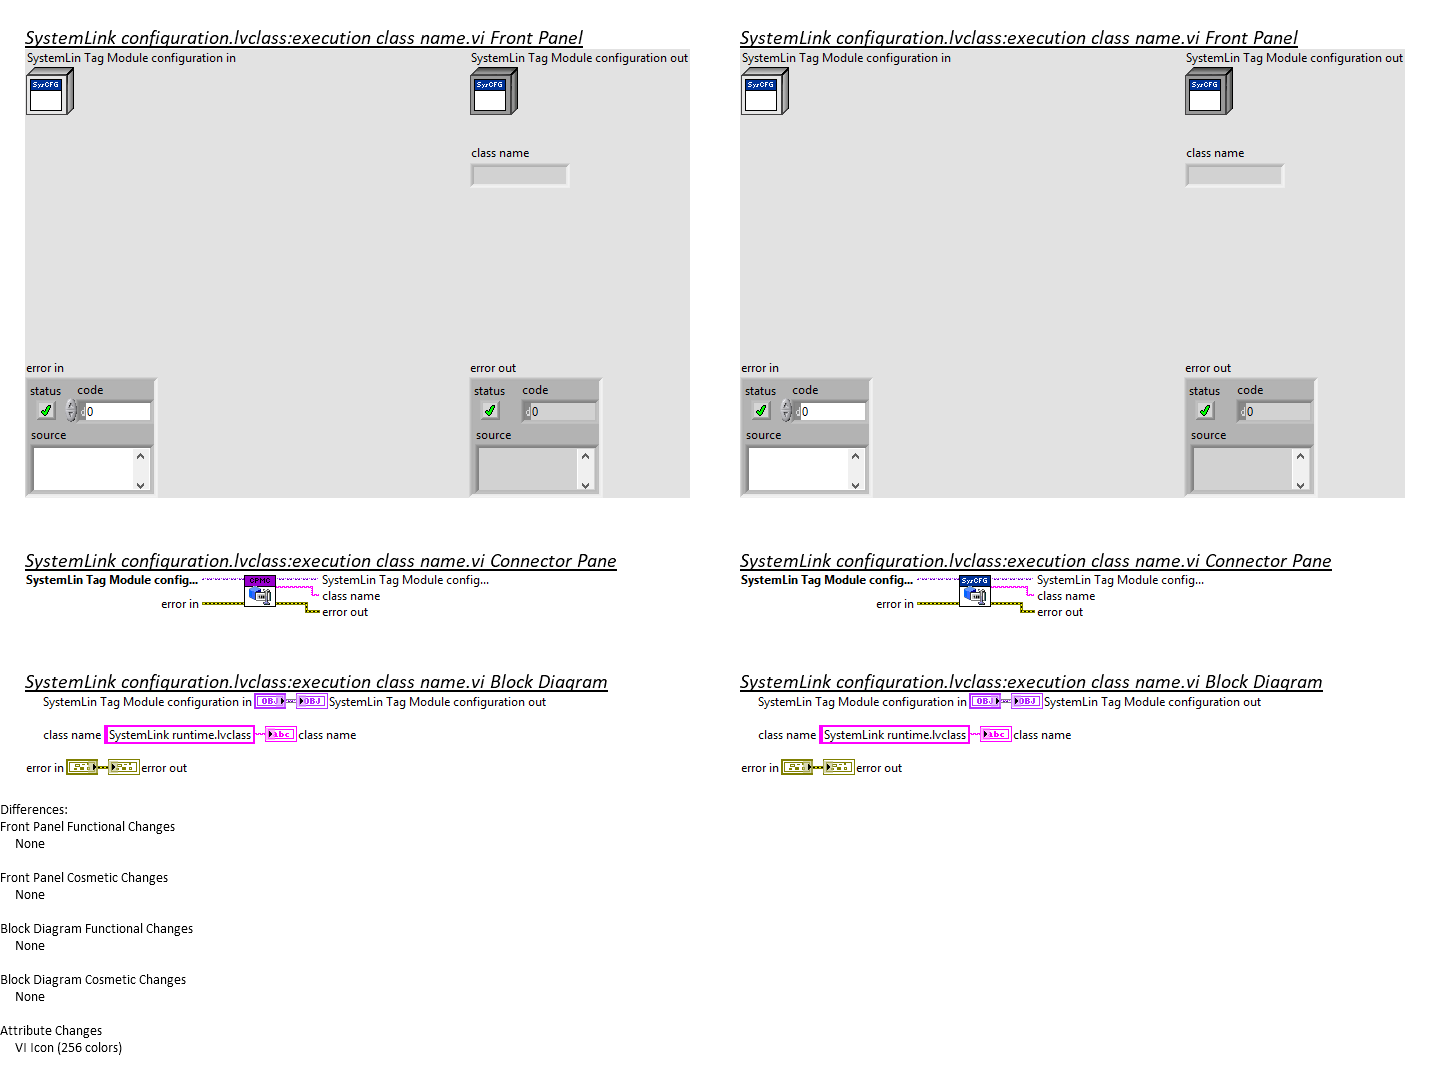 SystemLink configuration.lvclass:execution class name.vi Front Panel
SystemLin Tag Module configuration in
SystemLin Tag Module configuration out
SysCFG
SysCFG
class name
error in
error out
status code
0
source
status code
d 0
source
SystemLink configuration.lvclass:execution class name.vi Front Panel
SystemLin Tag Module configuration in
SystemLin Tag Module configuration out
SysCFG
SysCFG
class name
error in
error out
status code
0
source
status code
d 0
source
SystemLink configuration.lvclass:execution class name.vi Connector Pane
SystemLin Tag Module config...
SystemLin Tag Module config...
class name
error in
error out
SystemLink configuration.lvclass:execution class name.vi Connector Pane
SystemLin Tag Module config...
SysCFG
SystemLin Tag Module config...
class name
error in
error out
SystemLink configuration.lvclass:execution class name.vi Block Diagram
SystemLin Tag Module configuration in OBJ OBJ SystemLin Tag Module configuration out
class name SystemLink runtime.lvclass abc class name
error in error out
SystemLink configuration.lvclass:execution class name.vi Block Diagram
SystemLin Tag Module configuration in OBJ OBJ SystemLin Tag Module configuration out
class name SystemLink runtime.lvclass abc class name
error in error out
Differences:
Front Panel Functional Changes
None
Front Panel Cosmetic Changes
None
Block Diagram Functional Changes
None
Block Diagram Cosmetic Changes
None
Attribute Changes
VI Icon (256 colors)